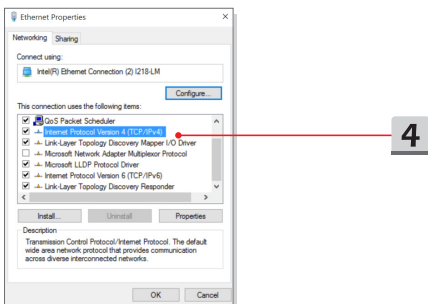 Ethernet Properties
Networking Sharing
Connect using:
Intel(R) Ethernet Connection (2) I218-LM
Configure...
This connection uses the following items:
QoS Packet Scheduler
Internet Protocol Version 4 (TCP/IPv4)
Link-Layer Topology Discovery Mapper I/O Driver
Microsoft Network Adapter Multiplexor Protocol
Microsoft LLDP Protocol Driver
Internet Protocol Version 6 (TCP/IPv6)
Link-Layer Topology Discovery Responder
Install... Uninstall Properties
Description
Transmission Control Protocol/Internet Protocol. The default
wide area network protocol that provides communication
across diverse interconnected networks.
OK Cancel
4